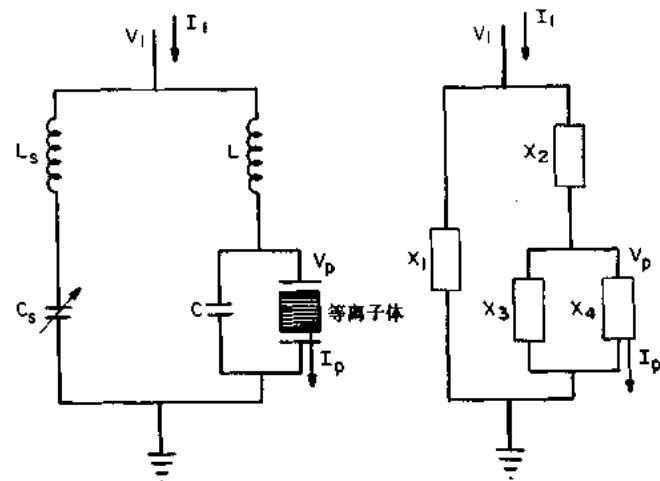 V₁ I₁
Lₛ L
Cₛ C Vₚ 等离子体
Iₚ
V₁ I₁
X₂
X₁ X₃ X₄ Vₚ
Iₚ